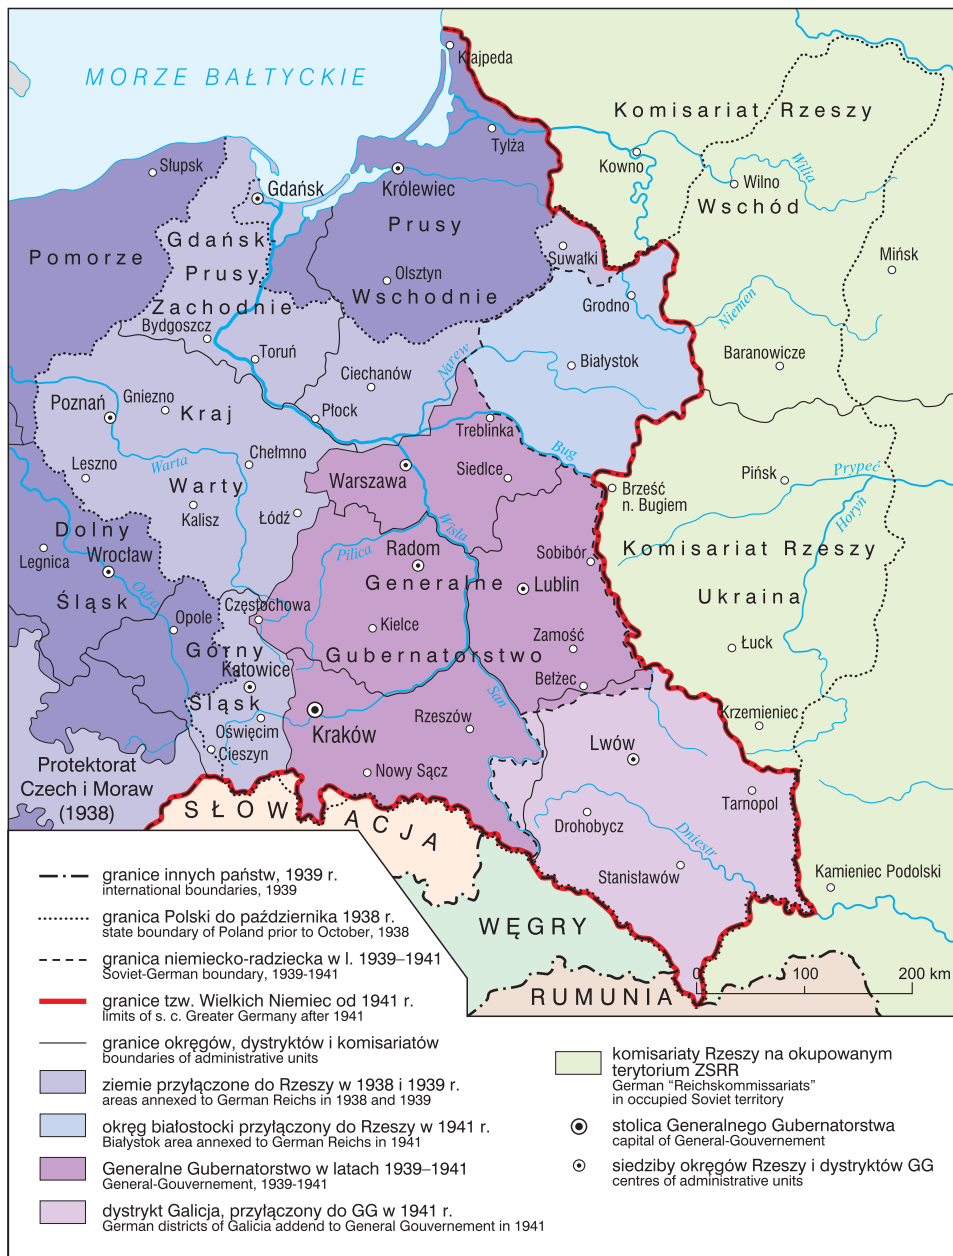 MORZE BAŁTYCKIE
Kłajpeda
Komisariat Rzeszy
Tylża
Kowno
Wilia
Słupsk
Gdańsk
Królewiec
Wilno
Wschód
Prusy
Gdańsk-
Suwałki
Mińsk
Pomorze
Prusy
Olsztyn
Wschodnie
Grodno
Niemen
Zachodnie
Bydgoszcz
Toruń
Narew
Białystok
Baranowicze
Ciechanów
Poznań
Gniezno
Kraj
Płock
Treblinka
Bug
Chełmno
Leszno
Warta
Warszawa
Siedlce
Pińsk
Prypeć
Warty
Brześć
n. Bugiem
Kalisz
Łódź
Horyń
Dolny
Wisła
Legnica
Wrocław
Pilica
Radom
Sobibór
Komisariat Rzeszy
Generalne
Lublin
Odra
Śląsk
Częstochowa
Ukraina
Opole
Kielce
Zamość
Łuck
Górny
Gubernatorstwo
Katowice
Bełżec
San
Śląsk
Rzeszów
Krzemieniec
Oświęcim
Kraków
Lwów
Cieszyn
Protektorat
Czech i Moraw
(1938)
Nowy Sącz
Tarnopol
SŁOWACJA
Drohobycz
Dniestr
Stanisławów
Kamieniec Podolski
WĘGRY
RUMUNIA
0 100 200 km
granice innych państw, 1939 r.
international boundaries, 1939
granica Polski do października 1938 r.
state boundary of Poland prior to October, 1938
granica niemiecko-radziecka w l. 1939–1941
Soviet-German boundary, 1939-1941
granice tzw. Wielkich Niemiec od 1941 r.
limits of s. c. Greater Germany after 1941
granice okręgów, dystryktów i komisariatów
boundaries of administrative units
ziemie przyłączone do Rzeszy w 1938 i 1939 r.
areas annexed to German Reichs in 1938 and 1939
okręg białostocki przyłączony do Rzeszy w 1941 r.
Białystok area annexed to German Reichs in 1941
Generalne Gubernatorstwo w latach 1939–1941
General-Gouvernement, 1939-1941
dystrykt Galicja, przyłączony do GG w 1941 r.
German districts of Galicia addend to General Gouvernement in 1941
komisariaty Rzeszy na okupowanym
terytorium ZSRR
German “Reichskommissariats”
in occupied Soviet territory
stolica Generalnego Gubernatorstwa
capital of General-Gouvernement
siedziby okręgów Rzeszy i dystryktów GG
centres of administrative units